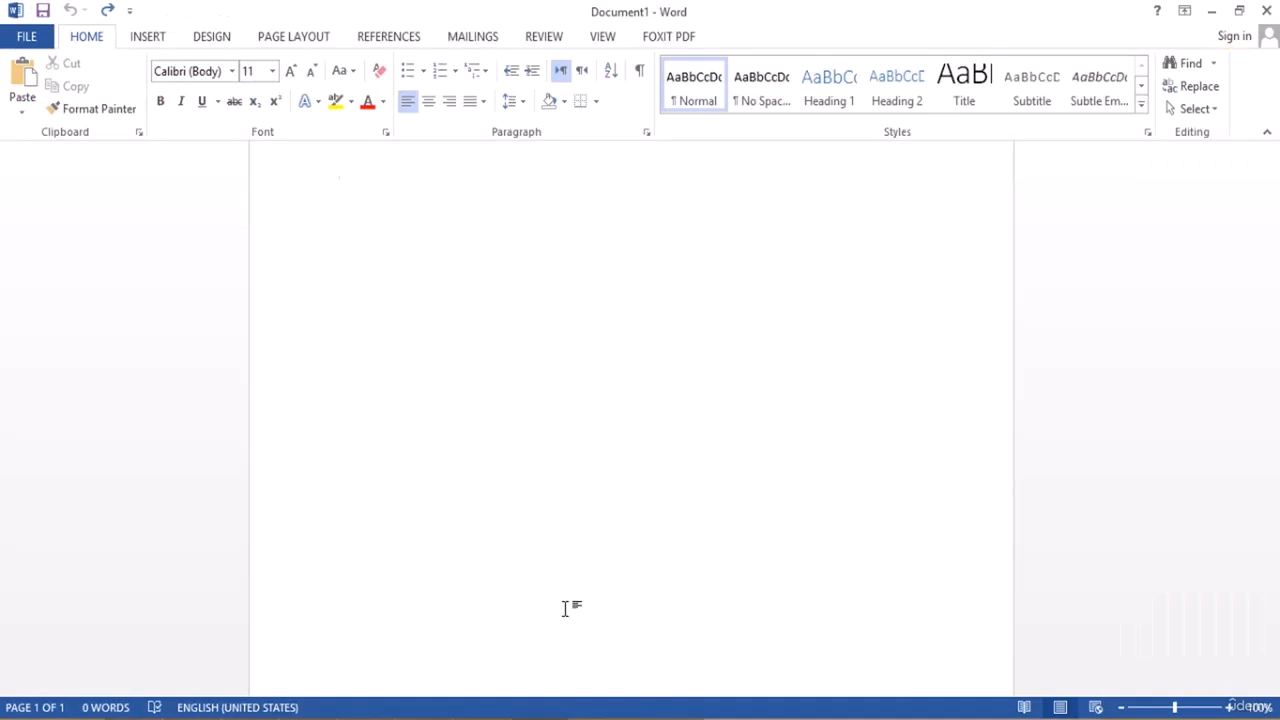 Document1 - Word
?
FILE HOME INSERT DESIGN PAGE LAYOUT REFERENCES MAILINGS REVIEW VIEW FOXIT PDF Sign in
Paste
Cut
Copy
Format Painter
Clipboard
Calibri (Body) 11
Font
Paragraph
AaBbCcDc AaBbCcDc AaBbCc AaBbCcD AaBl AaBbCcD AaBbCcDc
¶ Normal ¶ No Spac... Heading 1 Heading 2 Title Subtitle Subtle Em...
Styles
Find
Replace
Select
Editing
PAGE 1 OF 1 0 WORDS ENGLISH (UNITED STATES) 100%